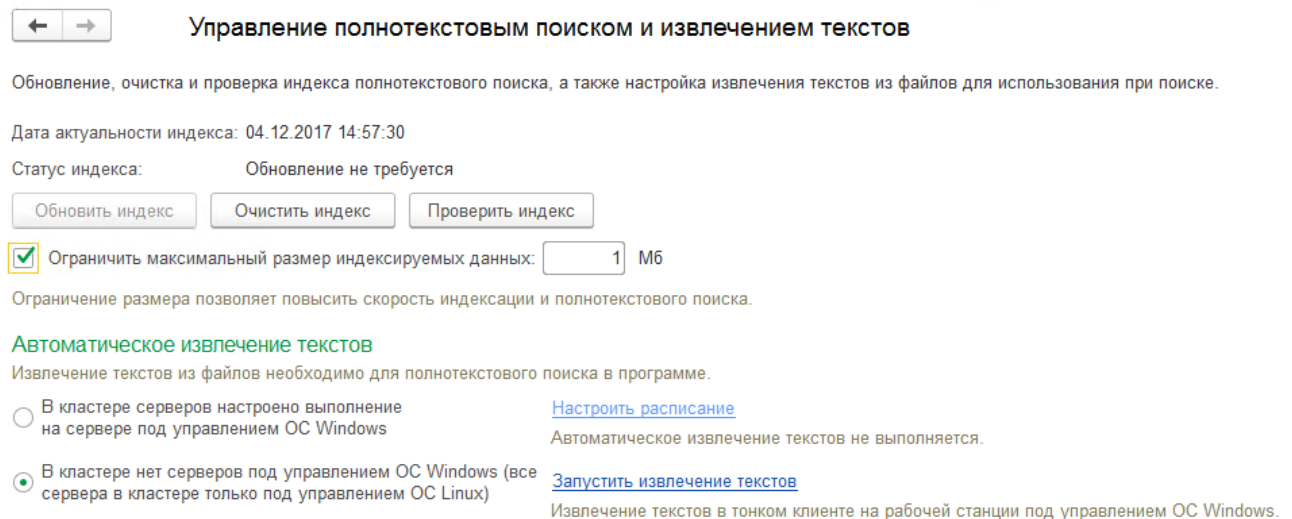 Управление полнотекстовым поиском и извлечением текстов
Обновление, очистка и проверка индекса полнотекстового поиска, а также настройка извлечения текстов из файлов для использования при поиске.
Дата актуальности индекса: 04.12.2017 14:57:30
Статус индекса: Обновление не требуется
Обновить индекс Очистить индекс Проверить индекс
Ограничить максимальный размер индексируемых данных: 1 Мб
Ограничение размера позволяет повысить скорость индексации и полнотекстового поиска.
Автоматическое извлечение текстов
Извлечение текстов из файлов необходимо для полнотекстового поиска в программе.
В кластере серверов настроено выполнение
на сервере под управлением ОС Windows
Настроить расписание
Автоматическое извлечение текстов не выполняется.
В кластере нет серверов под управлением ОС Windows (все
сервера в кластере только под управлением ОС Linux)
Запустить извлечение текстов
Извлечение текстов в тонком клиенте на рабочей станции под управлением ОС Windows.